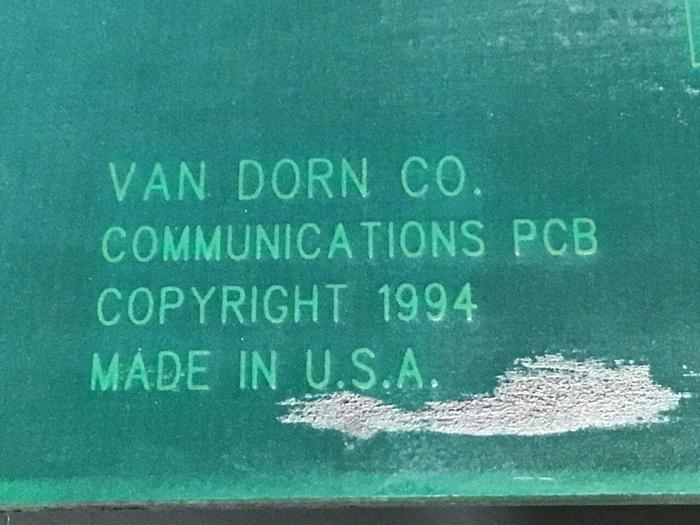 VAN DORN CO.
COMMUNICATIONS PCB
COPYRIGHT 1994
MADE IN U.S.A.